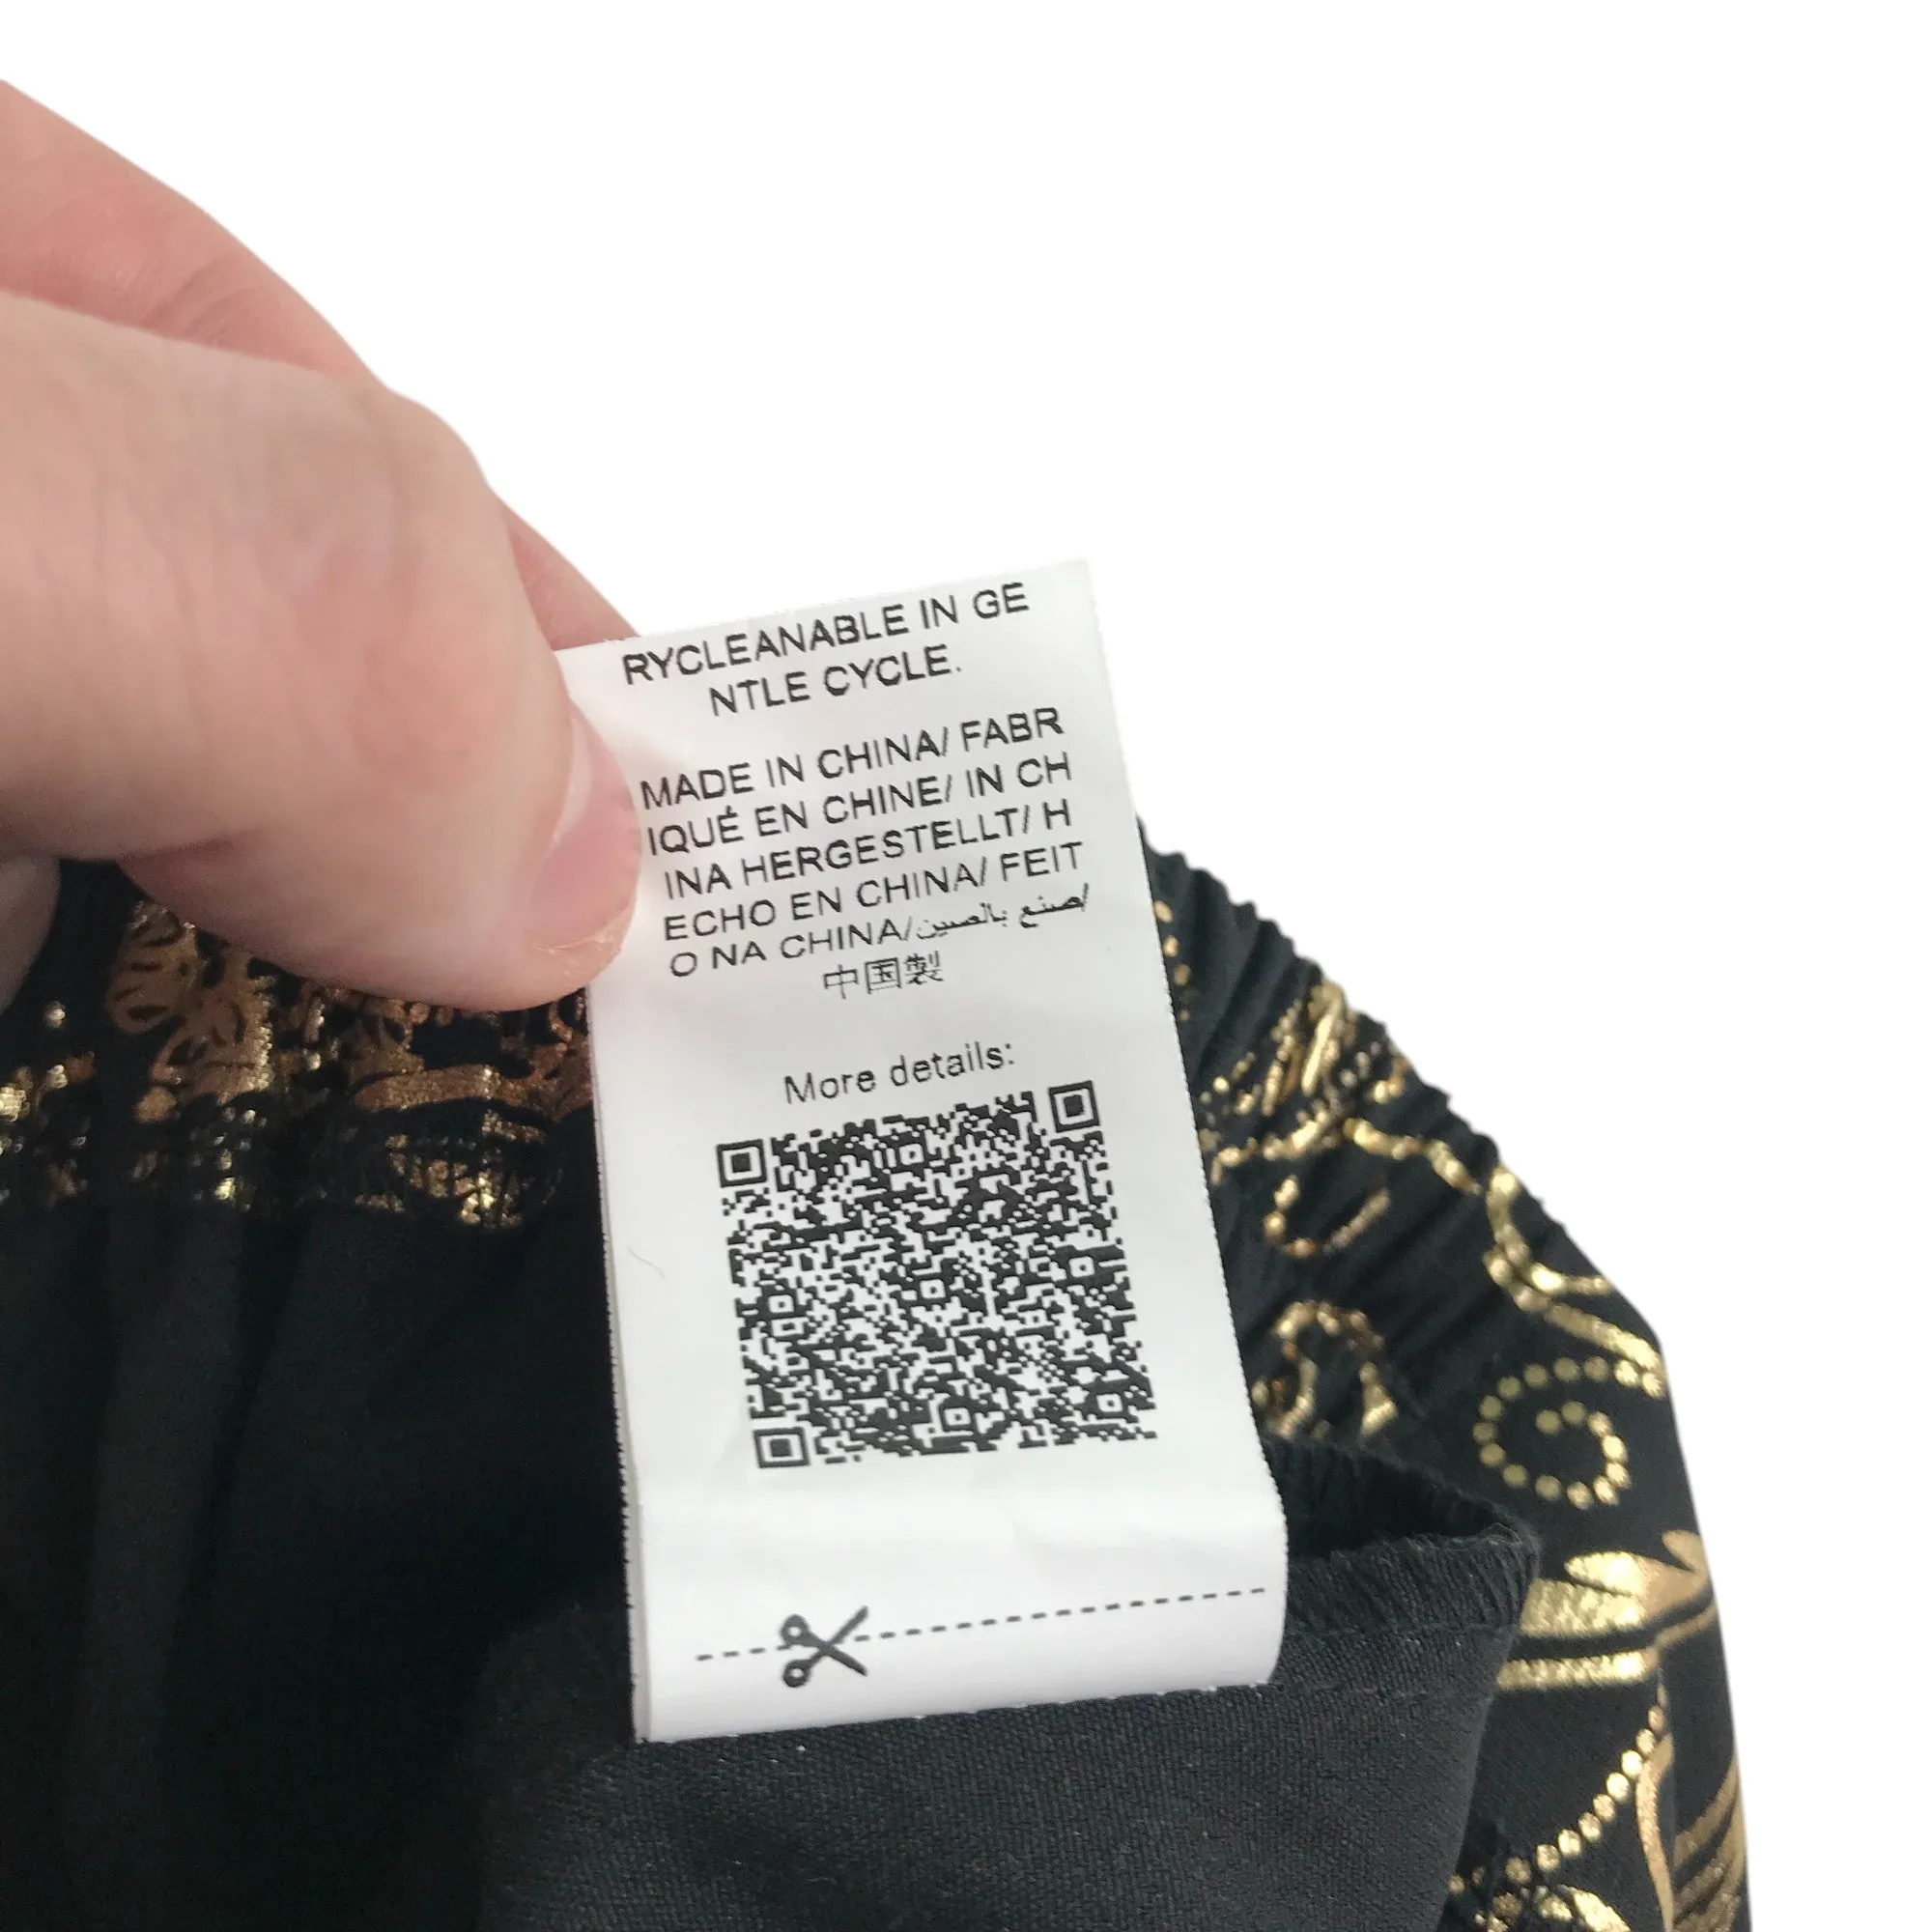 RYCLEANABLE IN GE
NTLE CYCLE.
MADE IN CHINA/ FABR
IQUÉ EN CHINE/ IN CH
INA HERGESTELLT/ H
ECHO EN CHINA/ FEIT
O NA CHINA/صنع بالصين/
中国製
More details: